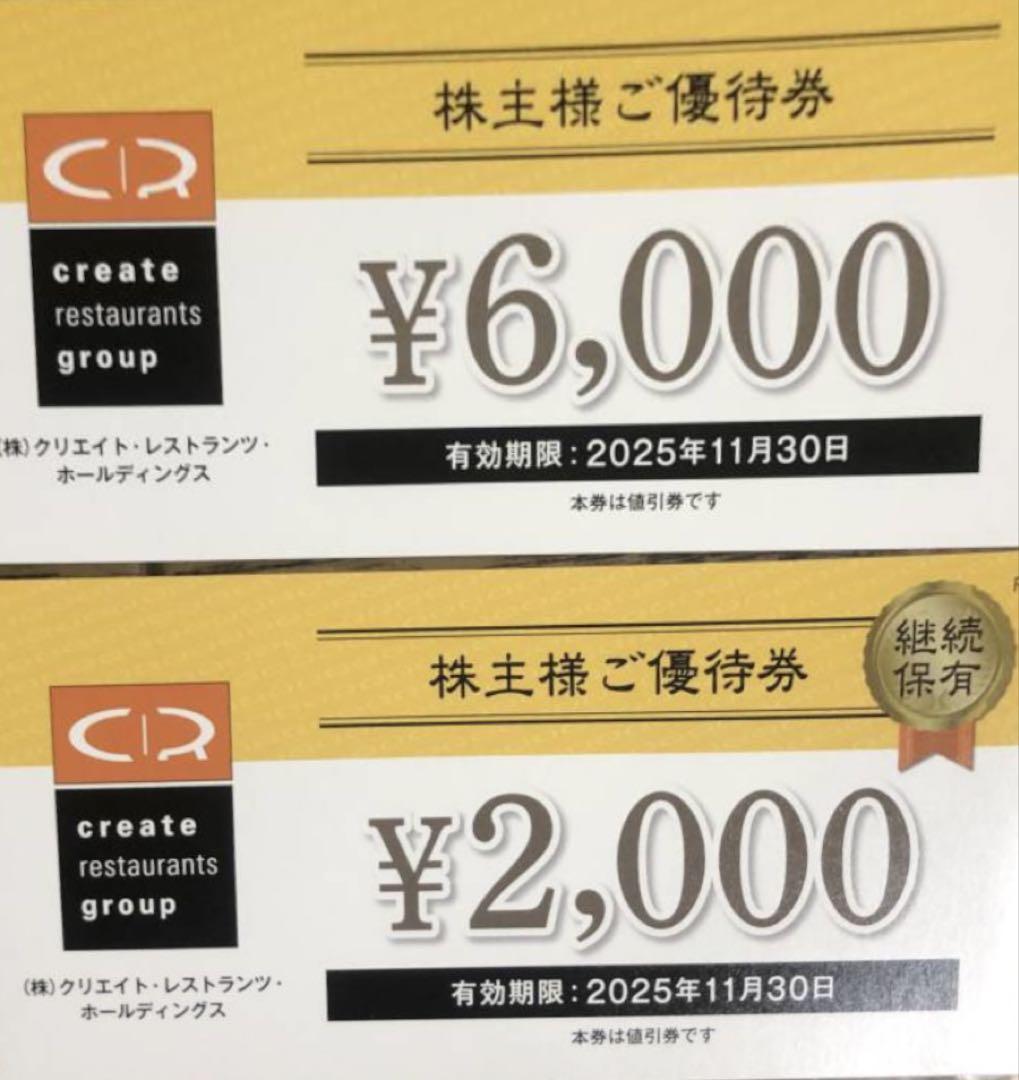 株主様ご優待券
CR
create
restaurants
group
¥6,000
(株)クリエイト・レストランツ・
ホールディングス
有効期限:2025年11月30日
本券は値引券です
株主様ご優待券
継続
保有
CR
create
restaurants
group
¥2,000
(株)クリエイト・レストランツ・
ホールディングス
有効期限:2025年11月30日
本券は値引券です